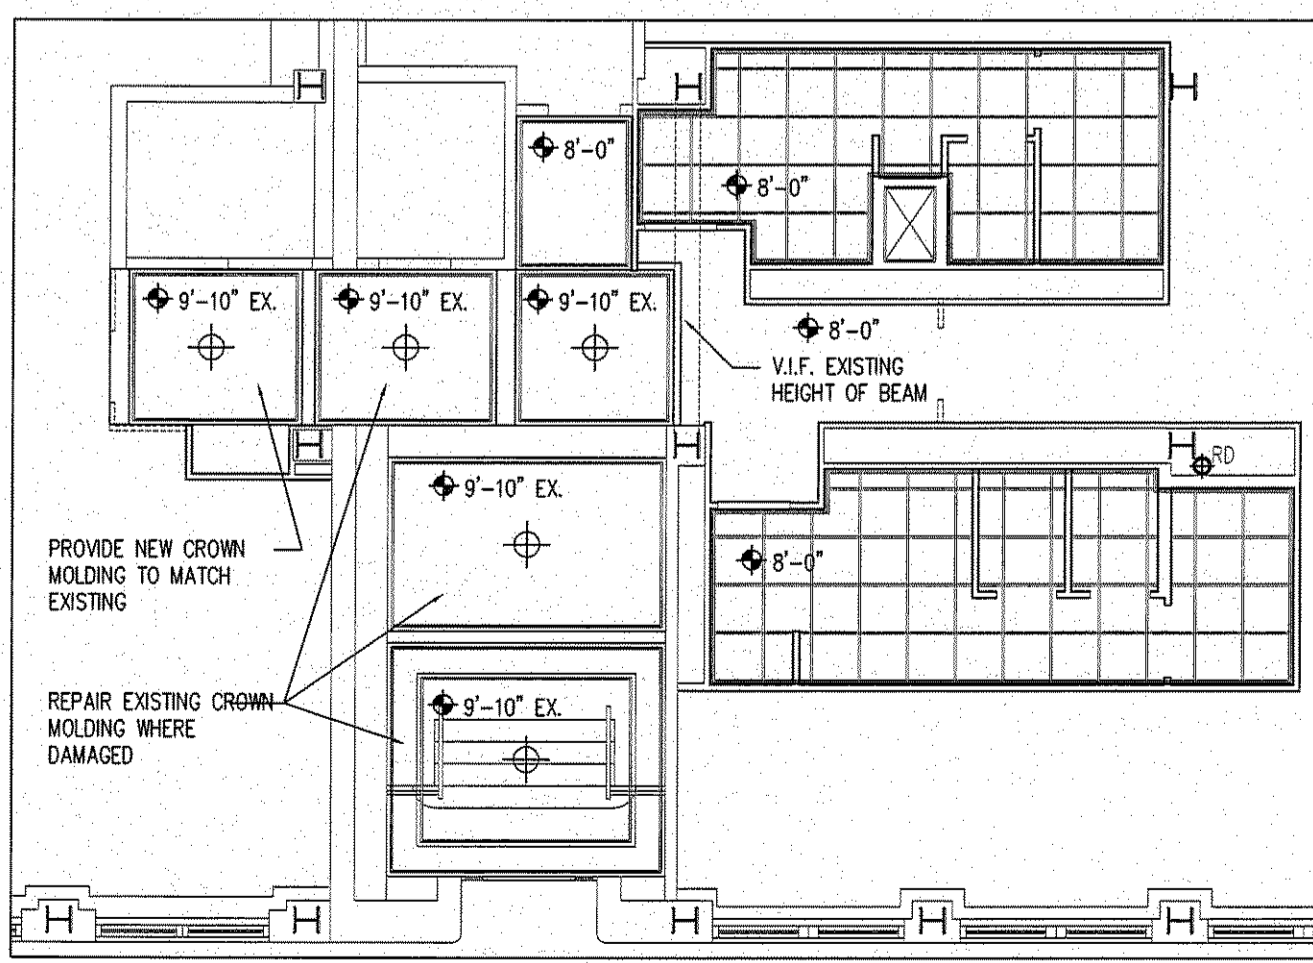 8'-0"
8'-0"
9'-10" EX.
9'-10" EX.
9'-10" EX.
8'-0"
V.I.F. EXISTING
HEIGHT OF BEAM
RD
9'-10" EX.
PROVIDE NEW CROWN
MOLDING TO MATCH
EXISTING
8'-0"
REPAIR EXISTING CROWN
MOLDING WHERE
DAMAGED
9'-10" EX.